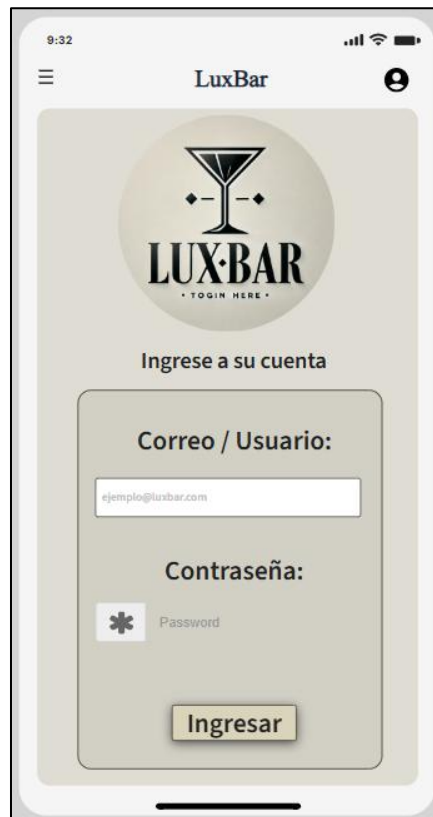 9:32
LuxBar
LUX·BAR
• TOGIN HERE •
Ingrese a su cuenta
Correo / Usuario:
ejemplo@luxbar.com
Contraseña:
Password
Ingresar